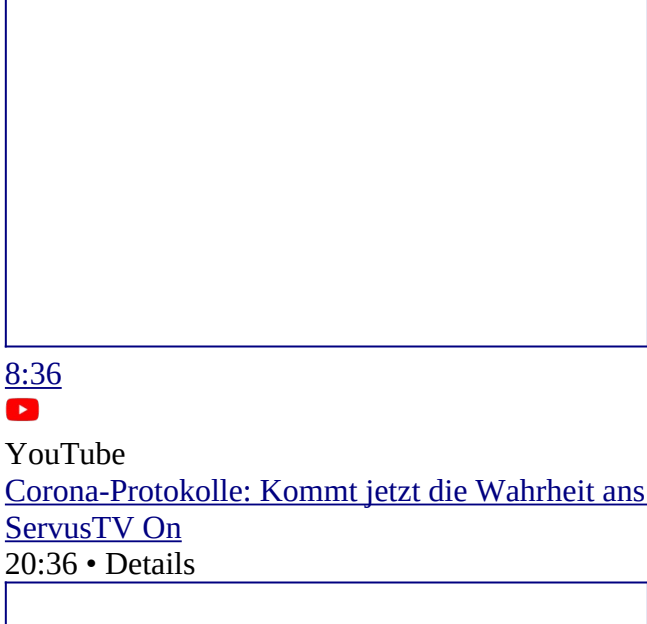 8:36
YouTube
Corona-Protokolle: Kommt jetzt die Wahrheit ans
ServusTV On
20:36 • Details